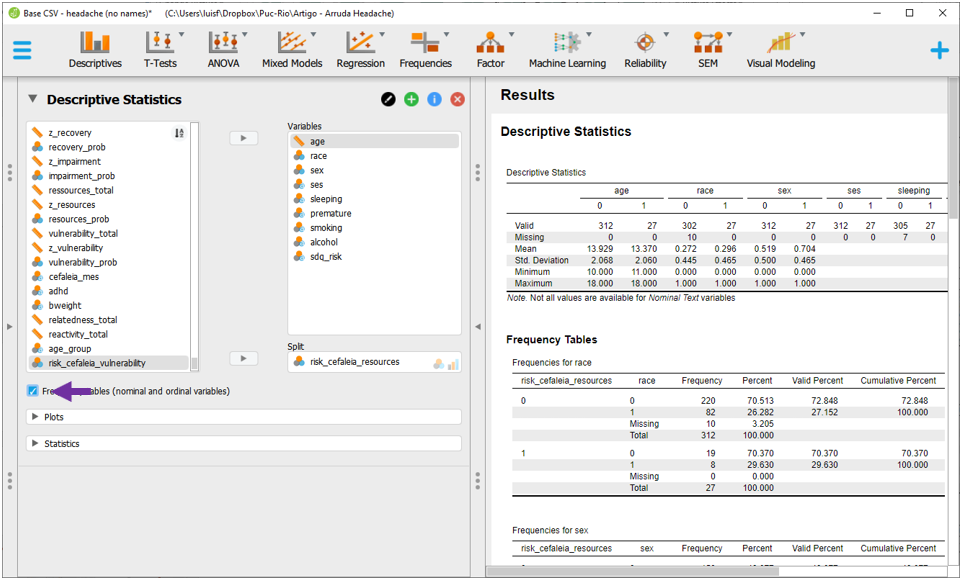 Base CSV - headache (no names)* (C:\Users\luisf\Dropbox\Puc-Rio\Artigo - Arruda Headache)
Descriptives T-Tests ANOVA Mixed Models Regression Frequencies Factor Machine Learning Reliability SEM Visual Modeling
Descriptive Statistics
z_recovery
recovery_prob
z_impairment
impairment_prob
ressources_total
z_resources
resources_prob
vulnerability_total
z_vulnerability
vulnerability_prob
cefaleia_mes
adhd
bweight
relatedness_total
reactivity_total
age_group
risk_cefaleia_vulnerability
Variables
age
race
sex
ses
sleeping
premature
smoking
alcohol
sdq_risk
Split
risk_cefaleia_resources
(nominal and ordinal variables)
Plots
Statistics
Results
Descriptive Statistics
Descriptive Statistics
age race sex ses sleeping
0 1 0 1 0 1 0 1 0 1
Valid 312 27 302 27 312 27 312 27 305 27
Missing 0 0 10 0 0 0 0 0 7 0
Mean 13.929 13.370 0.272 0.296 0.519 0.704
Std. Deviation 2.068 2.060 0.445 0.465 0.500 0.465
Minimum 10.000 11.000 0.000 0.000 0.000 0.000
Maximum 18.000 18.000 1.000 1.000 1.000 1.000
Note. Not all values are available for Nominal Text variables
Frequency Tables
Frequencies for race
risk_cefaleia_resources race Frequency Percent Valid Percent Cumulative Percent
0 0 220 70.513 72.848 72.848
1 82 26.282 27.152 100.000
Missing 10 3.205
Total 312 100.000
1 0 19 70.370 70.370 70.370
1 8 29.630 29.630 100.000
Missing 0 0.000
Total 27 100.000
Frequencies for sex
risk_cefaleia_resources sex Frequency Percent Valid Percent Cumulative Percent